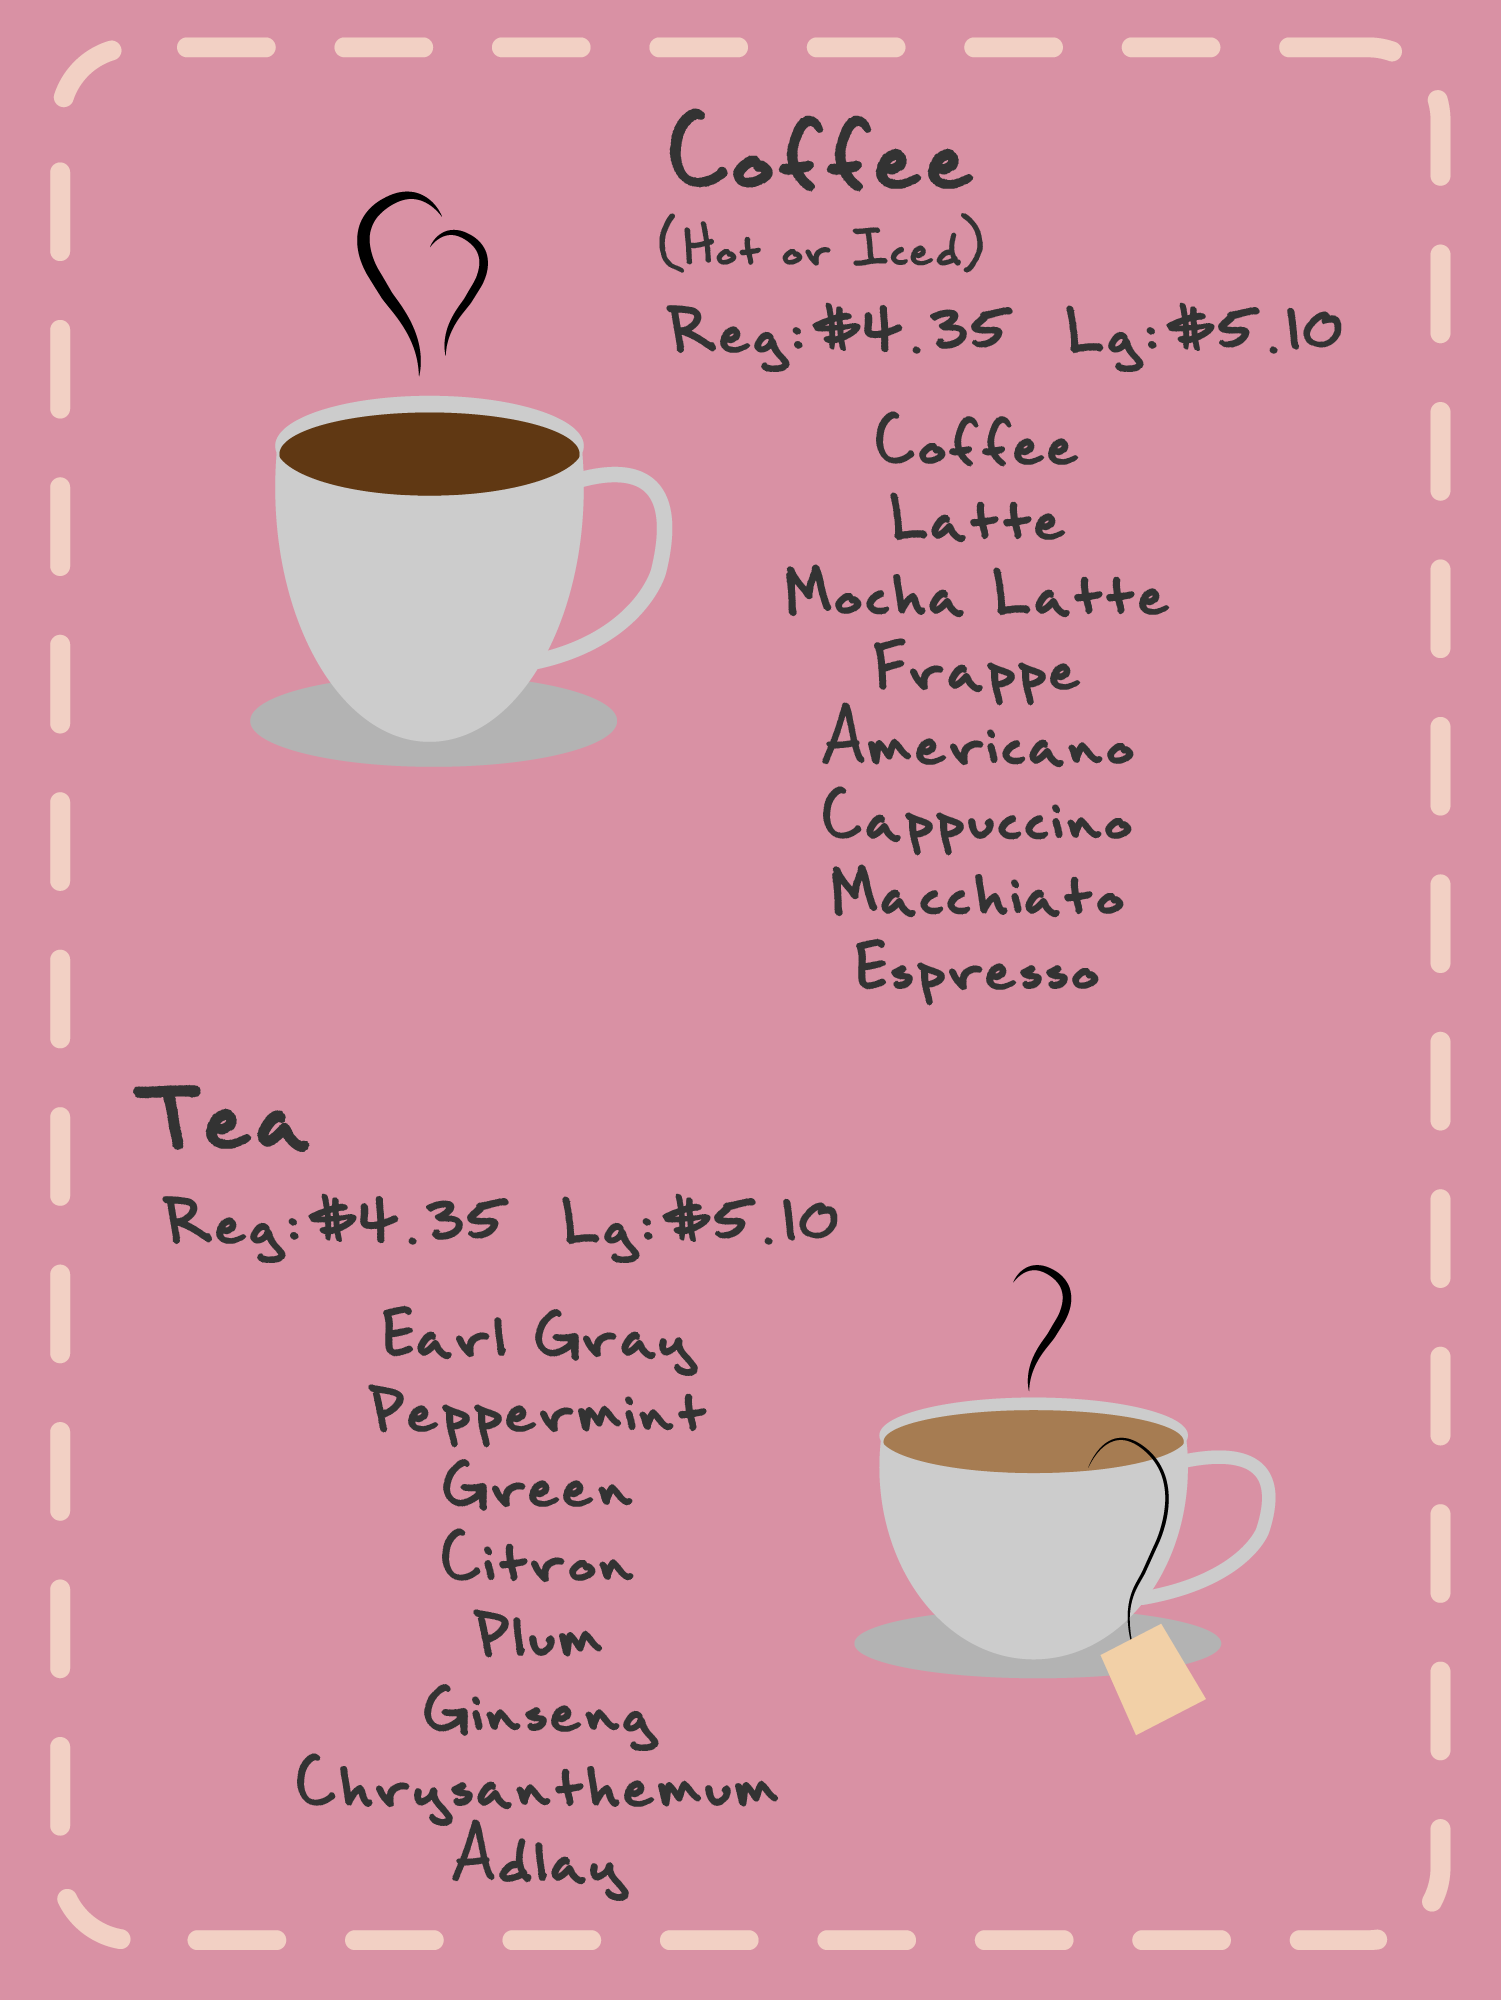 Coffee
(Hot or Iced)
Reg:$4.35 Lg:$5.10
Coffee
Latte
Mocha Latte
Frappe
Americano
Cappuccino
Macchiato
Espresso
Tea
Reg:$4.35 Lg:$5.10
Earl Gray
Peppermint
Green
Citron
Plum
Ginseng
Chrysanthemum
Adlay